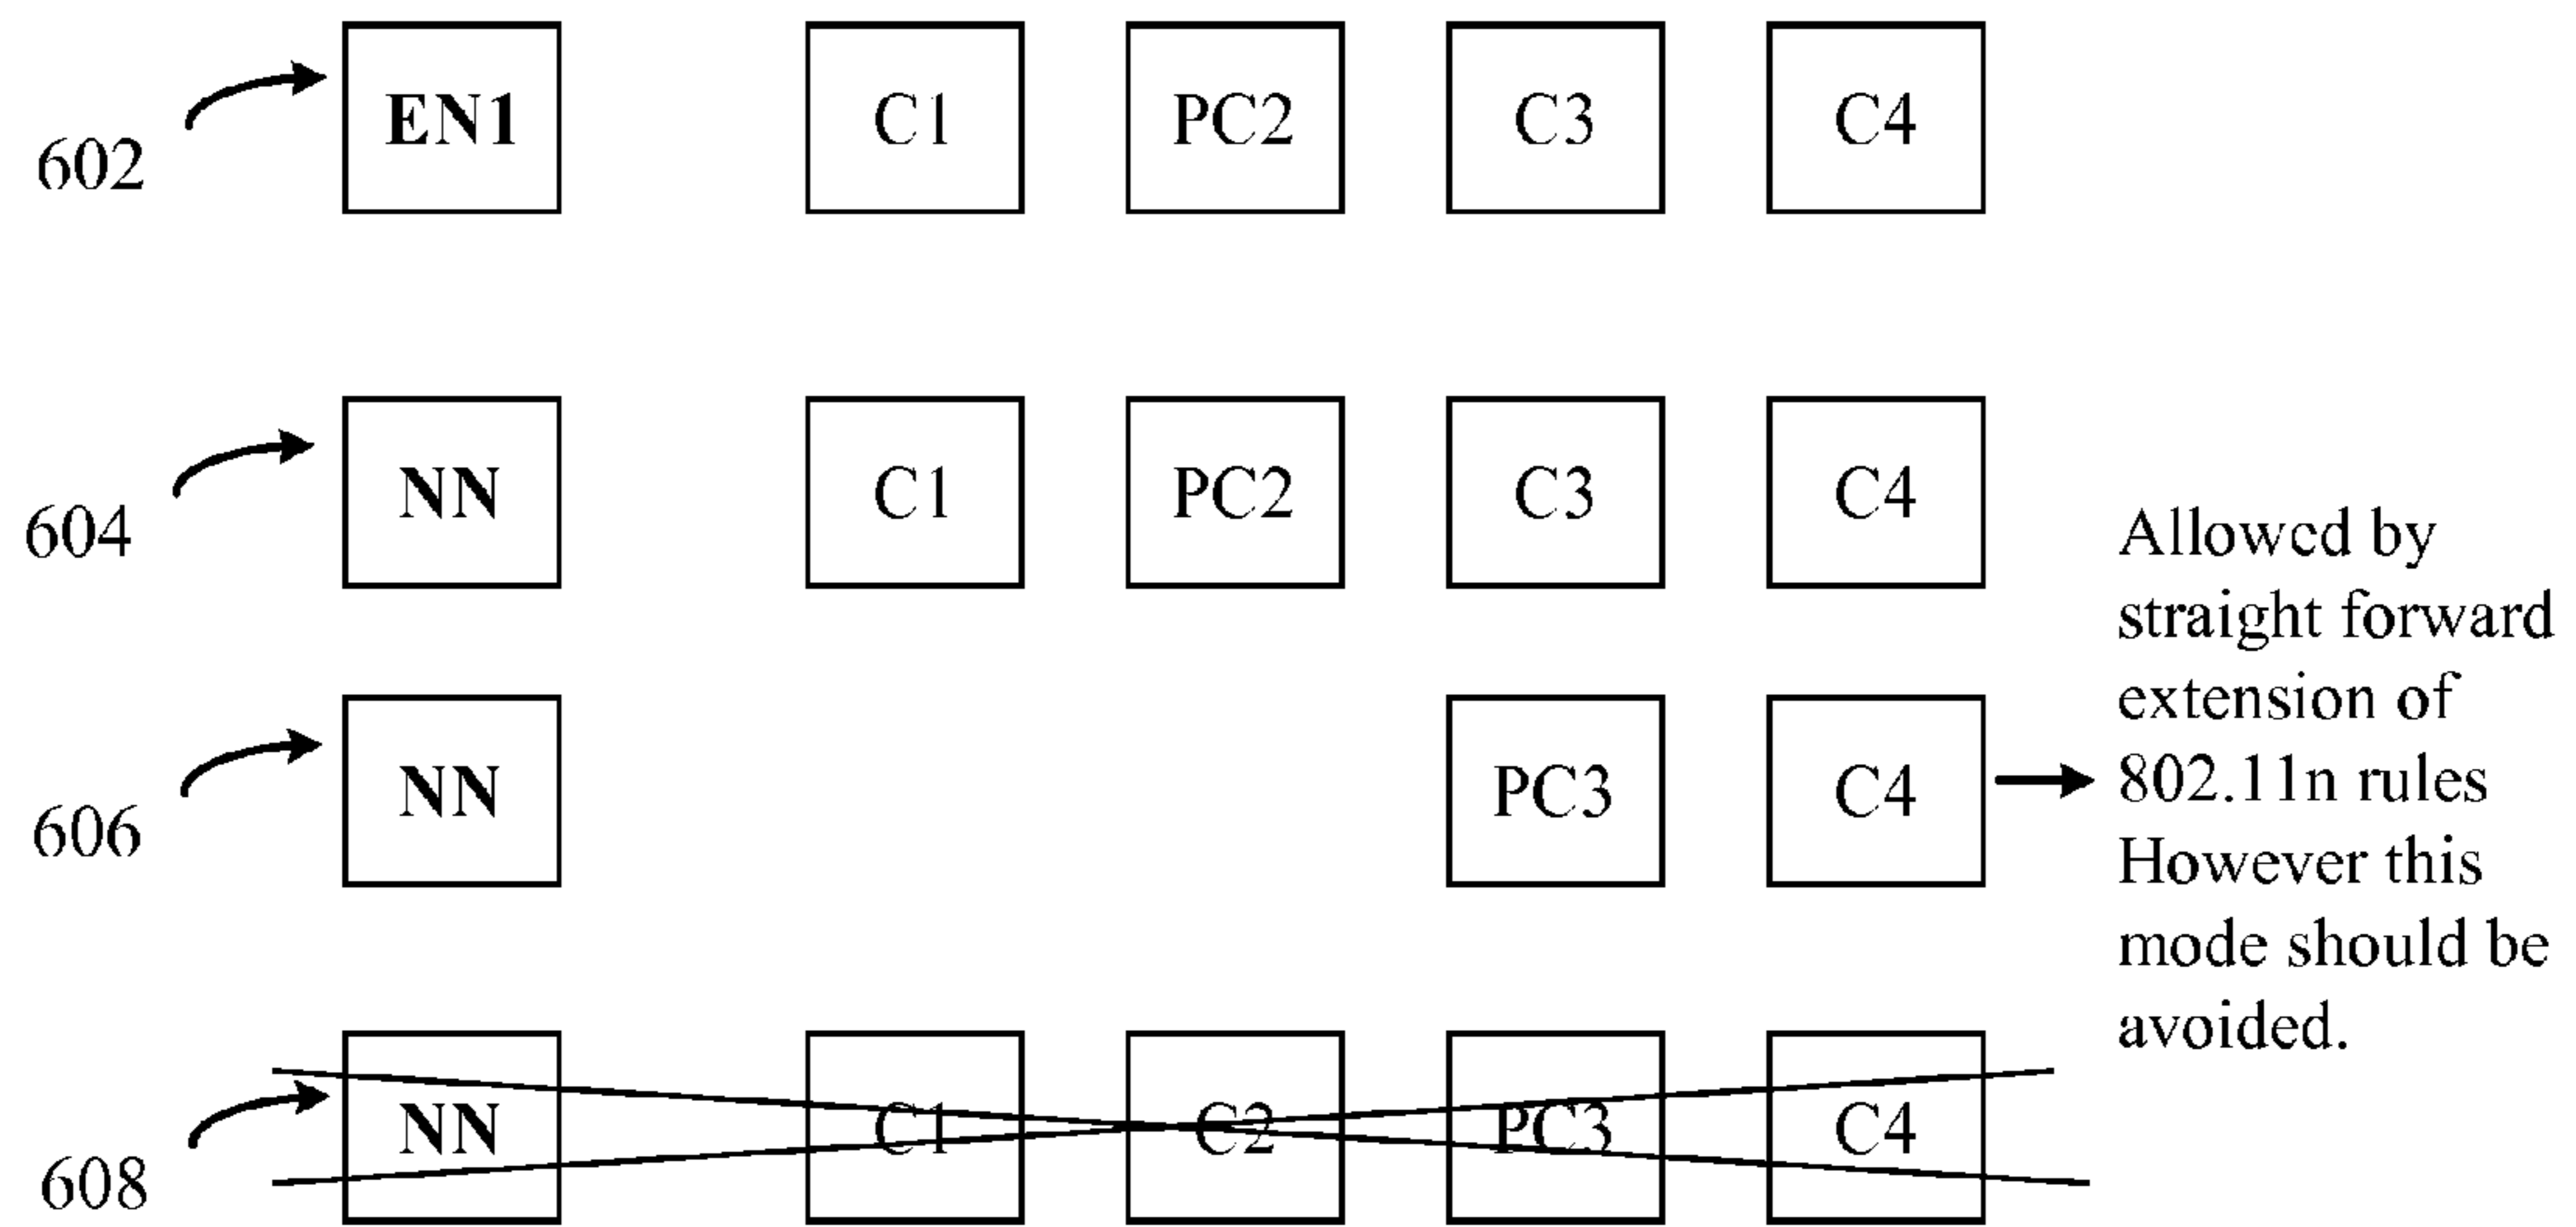 EN1 C1 PC2 C3 C4
602
NN C1 PC2 C3 C4
604
Allowed by
straight forward
extension of
802.11n rules
However this
mode should be
avoided.
NN PC3 C4
606
NN C1 C2 PC3 C4
608